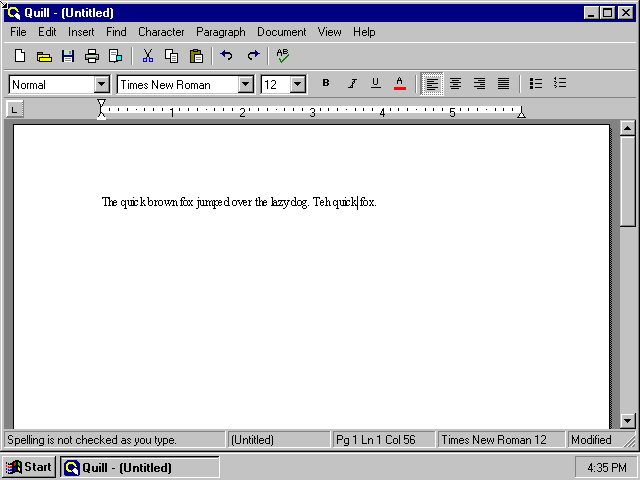 Quill - (Untitled)
File Edit Insert Find Character Paragraph Document View Help
ABC
Normal Times New Roman 12 B I U A
L 1 2 3 4 5
The quick brown fox jumped over the lazy dog. Teh quick fox.
Spelling is not checked as you type. (Untitled) Pg 1 Ln 1 Col 56 Times New Roman 12 Modified
Start Quill - (Untitled) 4:35 PM